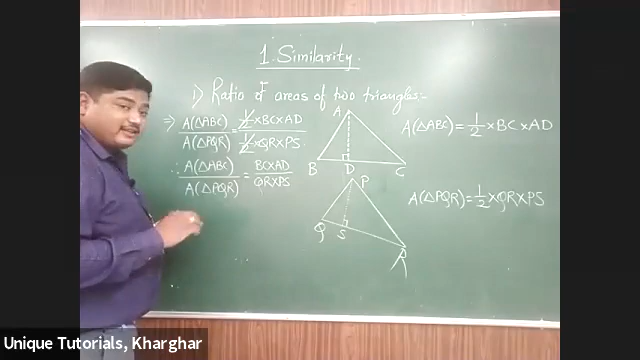 1. Similarity.
1) Ratio of areas of two triangles:-
⇒ A(△ABC)/A(△PQR) = 1/2 × BC × AD / 1/2 × QR × PS
∴ A(△ABC)/A(△PQR) = BC × AD / QR × PS
A
B
D
C
P
Q
S
R
A(△ABC) = 1/2 × BC × AD
A(△PQR) = 1/2 × QR × PS
Unique Tutorials, Kharghar